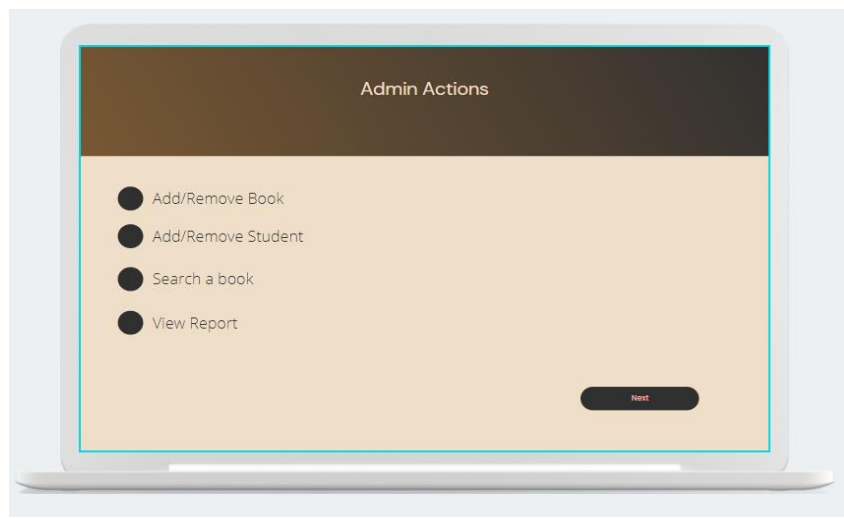 Admin Actions
Add/Remove Book
Add/Remove Student
Search a book
View Report
Next